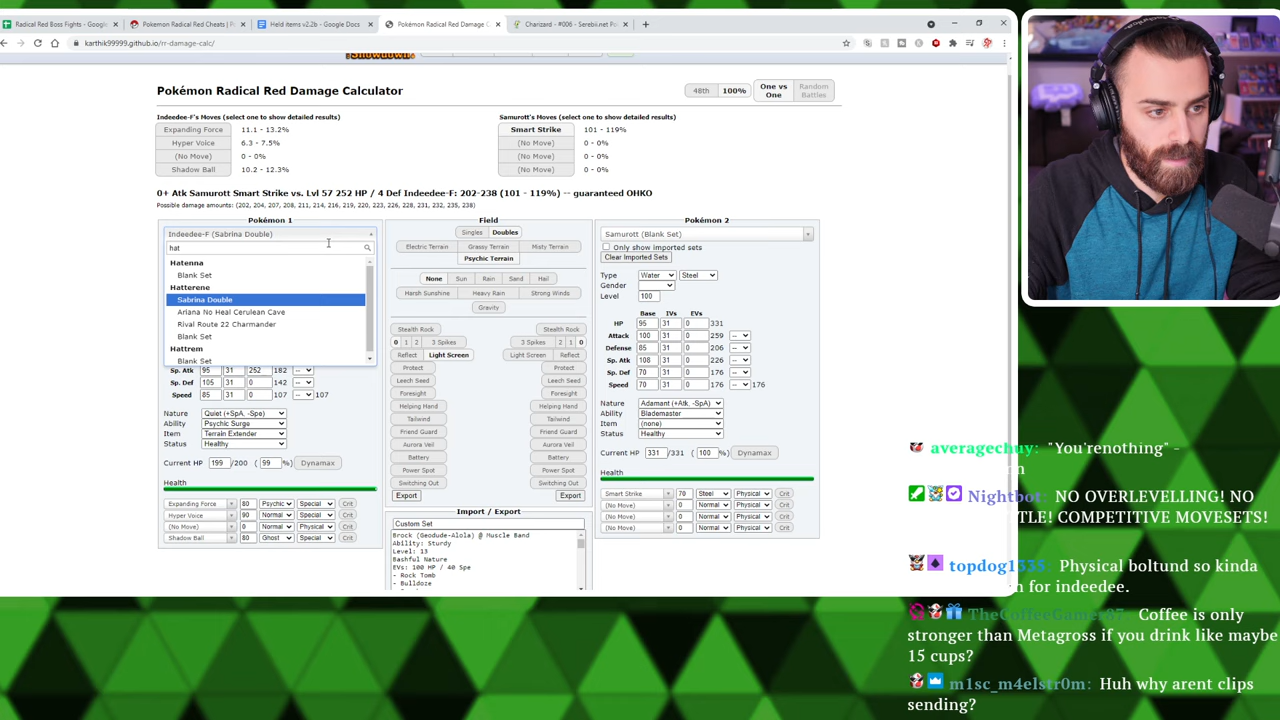 Radical Red Boss Fights - Googl
Pokemon Radical Red Cheats | P
Held items v2.2b - Google Docs
Pokémon Radical Red Damage C
Charizard - #006 - Serebii.net Po
karthik99999.github.io/rr-damage-calc/
Showdown!
Pokémon Radical Red Damage Calculator
48th 100% One vs One Random Battles
Indeedee-F's Moves (select one to show detailed results)
Expanding Force 11.1 - 13.2%
Hyper Voice 6.3 - 7.5%
(No Move) 0 - 0%
Shadow Ball 10.2 - 12.3%
Samurott's Moves (select one to show detailed results)
Smart Strike 101 - 119%
(No Move) 0 - 0%
(No Move) 0 - 0%
(No Move) 0 - 0%
0+ Atk Samurott Smart Strike vs. Lvl 57 252 HP / 4 Def Indeedee-F: 202-238 (101 - 119%) -- guaranteed OHKO
Possible damage amounts: (202, 204, 207, 208, 211, 214, 216, 219, 220, 223, 226, 228, 231, 232, 235, 238)
Pokémon 1
Indeedee-F (Sabrina Double)
hat
Hatenna
Blank Set
Hatterene
Sabrina Double
Ariana No Heal Cerulean Cave
Rival Route 22 Charmander
Blank Set
Hattrem
Blank Set
Sp. Atk 95 31 252 182 --
Sp. Def 105 31 0 142 --
Speed 85 31 0 107 -- 107
Nature Quiet (+SpA, -Spe)
Ability Psychic Surge
Item Terrain Extender
Status Healthy
Current HP 199 /200 ( 99 %) Dynamax
Health
Expanding Force 80 Psychic Special Crit
Hyper Voice 90 Normal Special Crit
(No Move) 0 Normal Physical Crit
Shadow Ball 80 Ghost Special Crit
Field
Singles Doubles
Electric Terrain Grassy Terrain Misty Terrain
Psychic Terrain
None Sun Rain Sand Hail
Harsh Sunshine Heavy Rain Strong Winds
Gravity
Stealth Rock Stealth Rock
0 1 2 3 Spikes 3 Spikes 2 1 0
Reflect Light Screen Light Screen Reflect
Protect Protect
Leech Seed Leech Seed
Foresight Foresight
Helping Hand Helping Hand
Tailwind Tailwind
Friend Guard Friend Guard
Aurora Veil Aurora Veil
Battery Battery
Power Spot Power Spot
Switching Out Switching Out
Export Export
Import / Export
Custom Set
Brock (Geodude-Alola) @ Muscle Band
Ability: Sturdy
Level: 13
Bashful Nature
EVs: 100 HP / 40 Spe
- Rock Tomb
- Bulldoze
Pokémon 2
Samurott (Blank Set)
Only show imported sets
Clear Imported Sets
Type Water Steel
Gender
Level 100
Base IVs EVs
HP 95 31 0 331
Attack 100 31 0 259 --
Defense 85 31 0 206 --
Sp. Atk 108 31 0 226 --
Sp. Def 70 31 0 176 --
Speed 70 31 0 176 -- 176
Nature Adamant (+Atk, -SpA)
Ability Blademaster
Item (none)
Status Healthy
Current HP 331 /331 ( 100 %) Dynamax
Health
Smart Strike 70 Steel Physical Crit
(No Move) 0 Normal Physical Crit
(No Move) 0 Normal Physical Crit
(No Move) 0 Normal Physical Crit
averagechuy: "You'renothing" -
Nightbot: NO OVERLEVELLING! NO
TLE! COMPETITIVE MOVESETS!
topdog1335: Physical boltund so kinda
for indeedee.
TheCoffeeGamer87: Coffee is only
stronger than Metagross if you drink like maybe
15 cups?
m1sc_m4elstr0m: Huh why arent clips
sending?